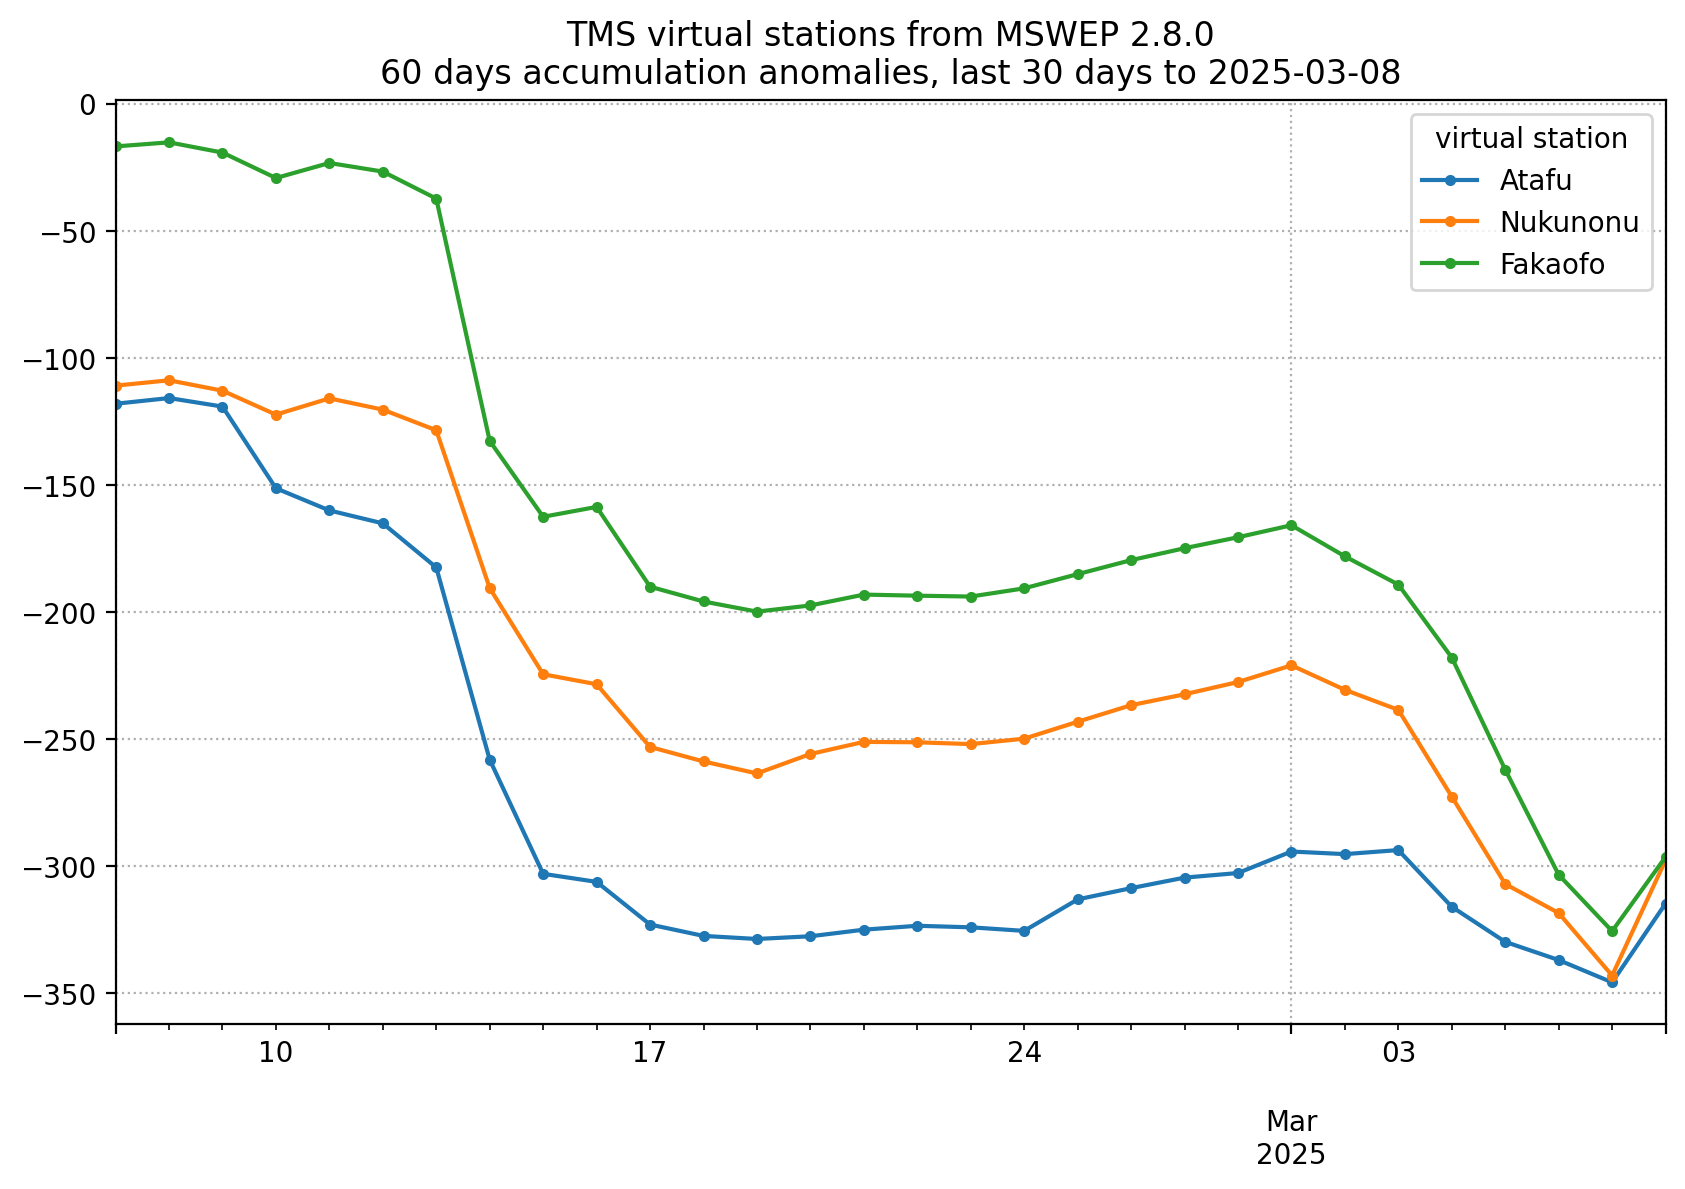 TMS virtual stations from MSWEP 2.8.0
60 days accumulation anomalies, last 30 days to 2025-03-08
0
−50
−100
−150
−200
−250
−300
−350
virtual station
Atafu
Nukunonu
Fakaofo
10
17
24
03
Mar
2025